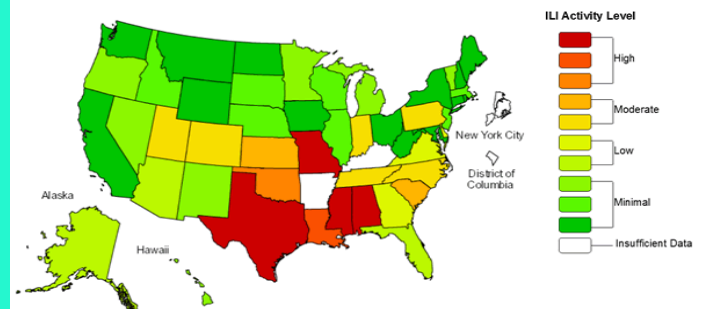 ILI Activity Level
High
Moderate
Low
Minimal
Insufficient Data
New York City
District of
Columbia
Alaska
Hawaii